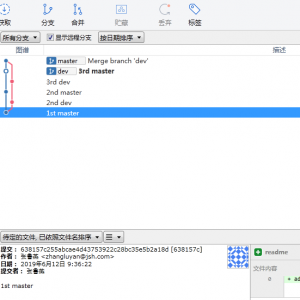 获取 分支 合并 贮藏 丢弃 标签
所有分支 显示远程分支 按日期排序
图谱 描述
master Merge branch 'dev'
dev 3rd master
3rd dev
2nd master
2nd dev
1st master
待定的文件, 已依照文件名排序
提交: 638157c255abcae4d43753922c28bc35e5b2a18d [638157c]
作者: 张鲁燕 <zhangluyan@jsh.com>
日期: 2019年6月12日 9:36:22
提交者: 张鲁燕
1st master
readme
文件内容
0 + ad